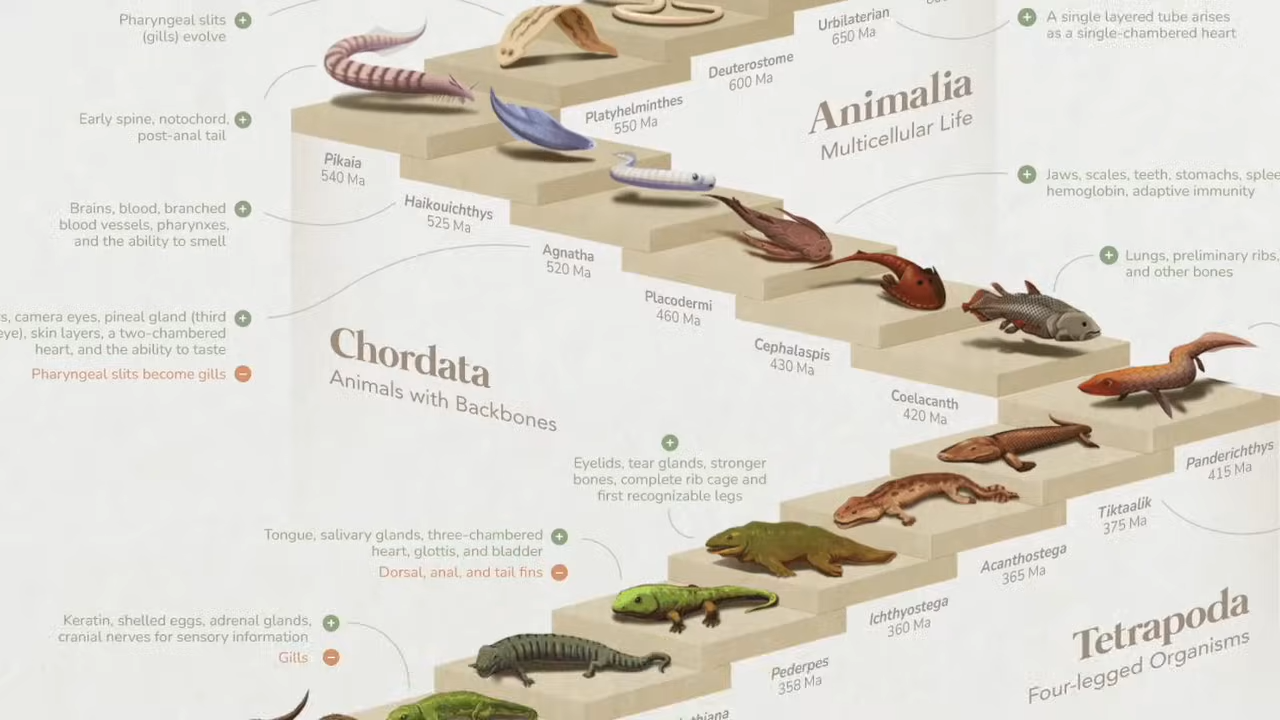 Pharyngeal slits
(gills) evolve
Urbilaterian
650 Ma
A single layered tube arises
as a single-chambered heart
Deuterostome
600 Ma
Platyhelminthes
550 Ma
Animalia
Multicellular Life
Early spine, notochord,
post-anal tail
Pikaia
540 Ma
Haikouichthys
525 Ma
Jaws, scales, teeth, stomachs,
hemoglobin, adaptive immunity
Brains, blood, branched
blood vessels, pharynxes,
and the ability to smell
Agnatha
520 Ma
Lungs, preliminary ribs,
and other bones
Placodermi
460 Ma
camera eyes, pineal gland (third
eye), skin layers, a two-chambered
heart, and the ability to taste
Pharyngeal slits become gills
Chordata
Animals with Backbones
Cephalaspis
430 Ma
Coelacanth
420 Ma
Panderichthys
415 Ma
Eyelids, tear glands, stronger
bones, complete rib cage and
first recognizable legs
Tiktaalik
375 Ma
Tongue, salivary glands, three-chambered
heart, glottis, and bladder
Dorsal, anal, and tail fins
Acanthostega
365 Ma
Ichthyostega
360 Ma
Tetrapoda
Four-legged Organisms
Keratin, shelled eggs, adrenal glands,
cranial nerves for sensory information
Gills
Pederpes
358 Ma